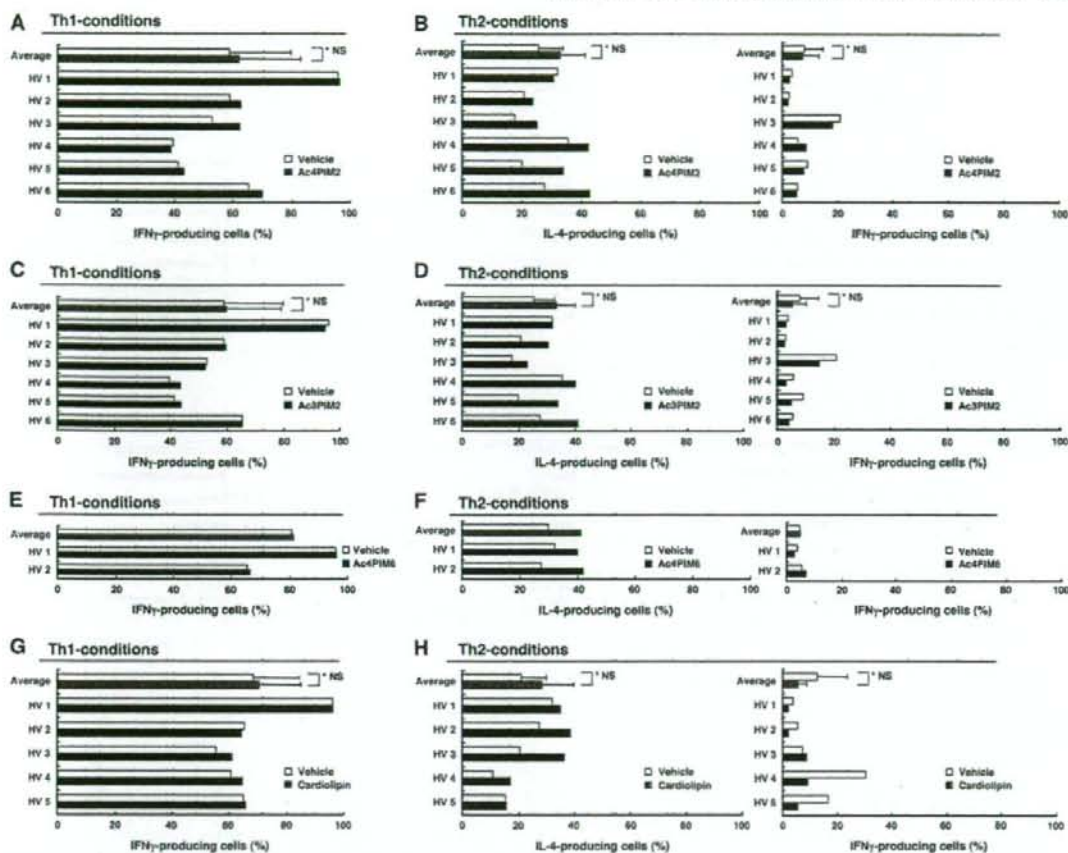 A Th1-conditions
Average
* NS
HV 1
HV 2
HV 3
HV 4
HV 5
HV 6
Vehicle
Ac4PIM2
0 20 40 60 80 100
IFNγ-producing cells (%)
B Th2-conditions
Average
* NS
HV 1
HV 2
HV 3
HV 4
HV 5
HV 6
Vehicle
Ac4PIM2
0 20 40 60 80 100
IL-4-producing cells (%)
Average
* NS
HV 1
HV 2
HV 3
HV 4
HV 5
HV 6
Vehicle
Ac4PIM2
0 20 40 60 80 100
IFNγ-producing cells (%)
C Th1-conditions
Average
* NS
HV 1
HV 2
HV 3
HV 4
HV 5
HV 6
Vehicle
Ac3PIM2
0 20 40 60 80 100
IFNγ-producing cells (%)
D Th2-conditions
Average
* NS
HV 1
HV 2
HV 3
HV 4
HV 5
HV 6
Vehicle
Ac3PIM2
0 20 40 60 80 100
IL-4-producing cells (%)
Average
* NS
HV 1
HV 2
HV 3
HV 4
HV 5
HV 6
Vehicle
Ac3PIM2
0 20 40 60 80 100
IFNγ-producing cells (%)
E Th1-conditions
Average
HV 1
HV 2
Vehicle
Ac4PIM6
0 20 40 60 80 100
IFNγ-producing cells (%)
F Th2-conditions
Average
HV 1
HV 2
Vehicle
Ac4PIM6
0 20 40 60 80 100
IL-4-producing cells (%)
Average
HV 1
HV 2
Vehicle
Ac4PIM6
0 20 40 60 80 100
IFNγ-producing cells (%)
G Th1-conditions
Average
* NS
HV 1
HV 2
HV 3
HV 4
HV 5
Vehicle
Cardiolipin
0 20 40 60 80 100
IFNγ-producing cells (%)
H Th2-conditions
Average
* NS
HV 1
HV 2
HV 3
HV 4
HV 5
Vehicle
Cardiolipin
0 20 40 60 80 100
IL-4-producing cells (%)
Average
* NS
HV 1
HV 2
HV 3
HV 4
HV 5
Vehicle
Cardiolipin
0 20 40 60 80 100
IFNγ-producing cells (%)